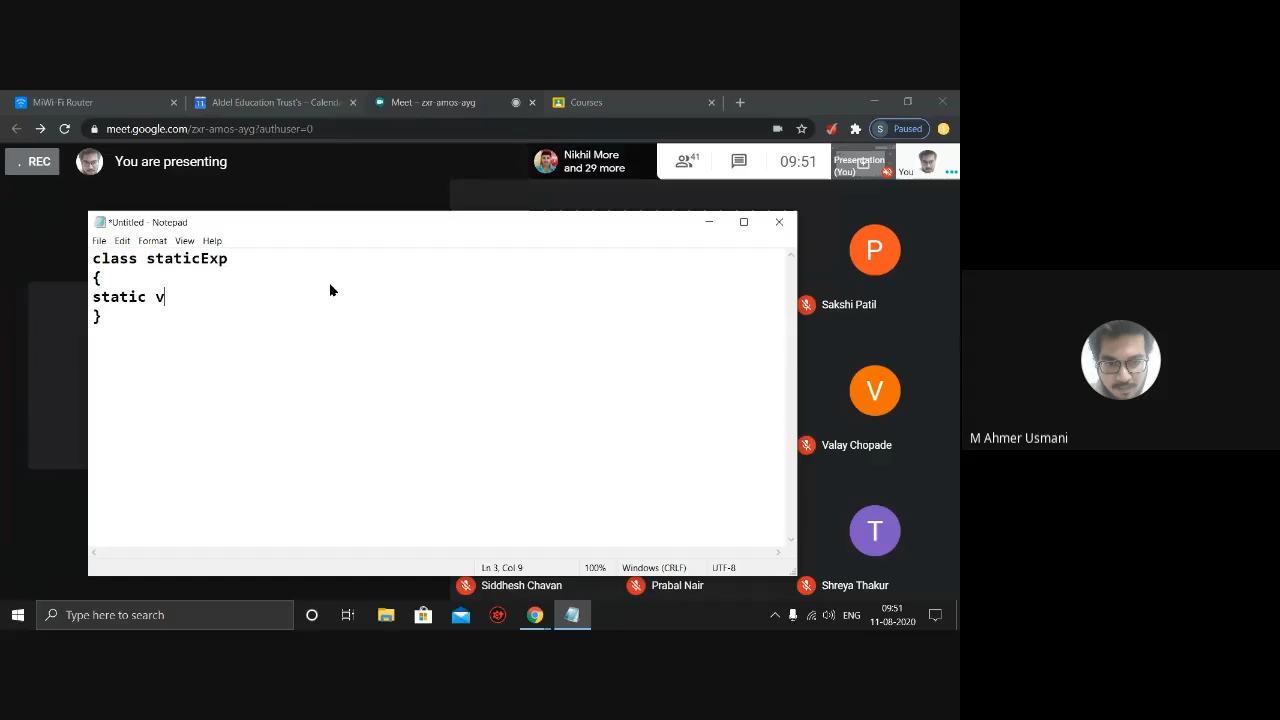 MiWi-Fi Router
Aldel Education Trust's – Calenda
Meet – zxr-amos-ayg
Courses
meet.google.com/zxr-amos-ayg?authuser=0
S Paused
. REC
You are presenting
Nikhil More
and 29 more
41
09:51
Presentation
(You)
You
*Untitled - Notepad
File Edit Format View Help
class staticExp
{
static v
}
P
Sakshi Patil
V
Valay Chopade
M Ahmer Usmani
T
Ln 3, Col 9 100% Windows (CRLF) UTF-8
Siddhesh Chavan
Prabal Nair
Shreya Thakur
Type here to search
ENG
09:51
11-08-2020